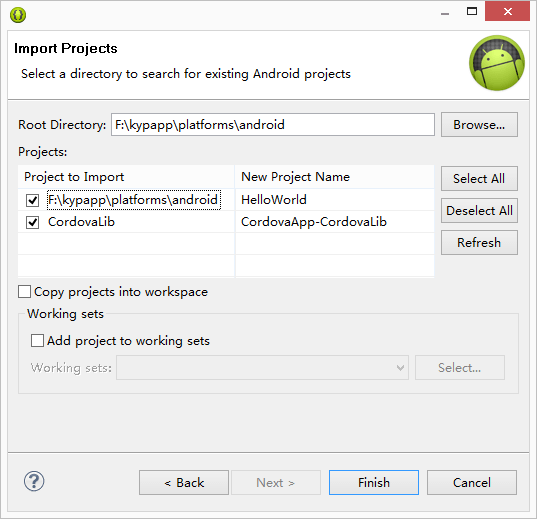 Import Projects
Select a directory to search for existing Android projects
Root Directory: F:\kypapp\platforms\android Browse...
Projects:
Project to Import New Project Name Select All
F:\kypapp\platforms\android HelloWorld
CordovaLib CordovaApp-CordovaLib Deselect All
Refresh
Copy projects into workspace
Working sets
Add project to working sets
Working sets: Select...
? < Back Next > Finish Cancel